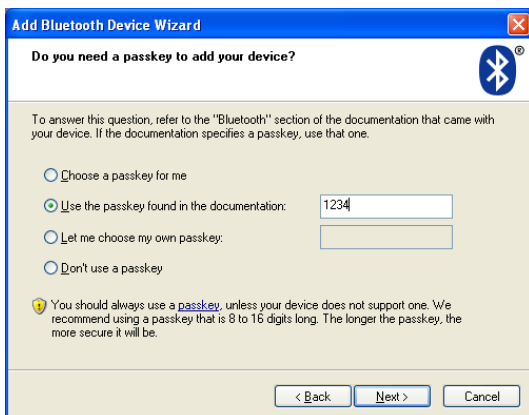 Add Bluetooth Device Wizard
Do you need a passkey to add your device?
®
To answer this question, refer to the "Bluetooth" section of the documentation that came with
your device. If the documentation specifies a passkey, use that one.
Choose a passkey for me
Use the passkey found in the documentation: 1234
Let me choose my own passkey:
Don't use a passkey
You should always use a passkey, unless your device does not support one. We
recommend using a passkey that is 8 to 16 digits long. The longer the passkey, the
more secure it will be.
< Back Next > Cancel